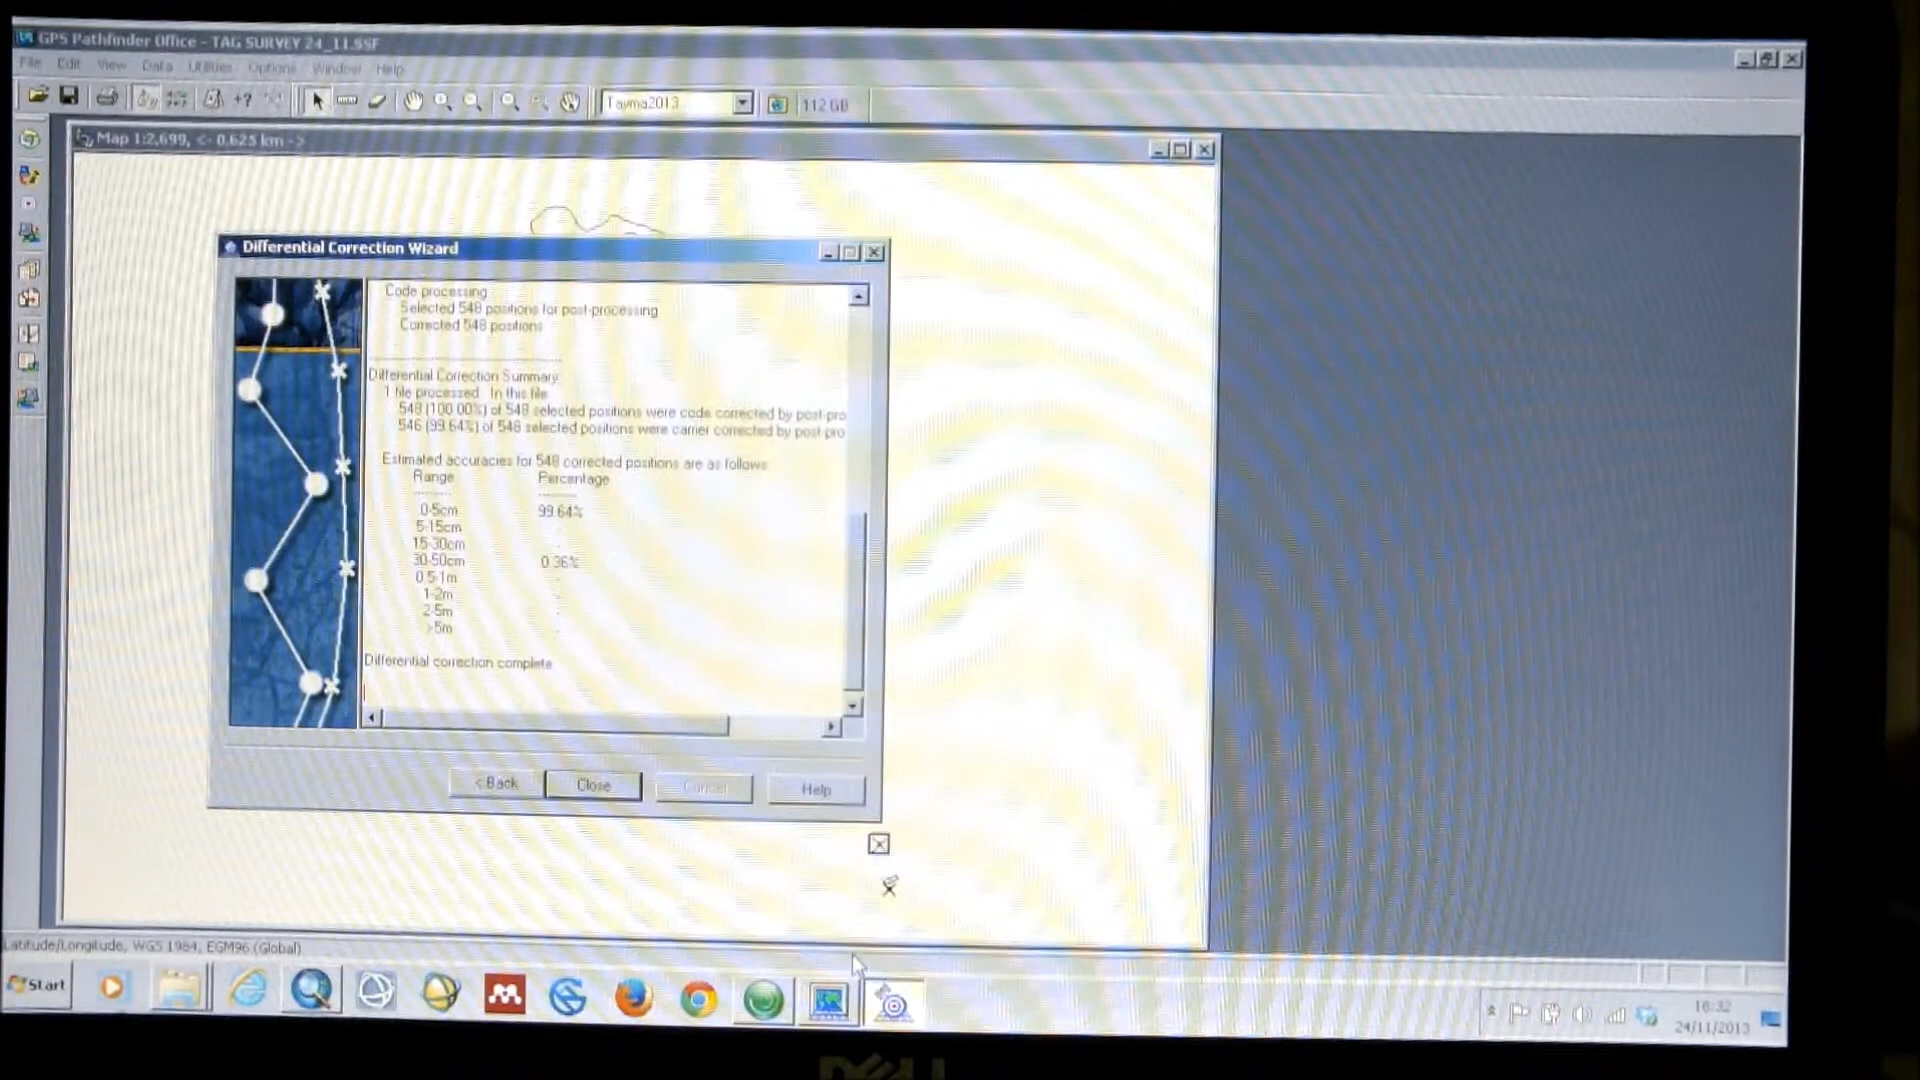 GPS Pathfinder Office - TAG SURVEY 24_11.SSF
File Edit View Data Utilities Options Window Help
Tayma2013
112 GB
Map 1:2,699, <- 0.625 km ->
Differential Correction Wizard
Code processing
Selected 548 positions for post-processing
Corrected 548 positions
Differential Correction Summary:
1 file processed. In this file:
548 (100.00%) of 548 selected positions were code corrected by post-pro
546 (99.64%) of 548 selected positions were carrier corrected by post-pro
Estimated accuracies for 548 corrected positions are as follows:
Range Percentage
0-5cm 99.64%
5-15cm -
15-30cm -
30-50cm 0.36%
0.5-1m -
1-2m -
2-5m -
>5m -
Differential correction complete.
< Back Close Cancel Help
Latitude/Longitude, WGS 1984, EGM96 (Global)
Start
16:32
24/11/2013
DELL